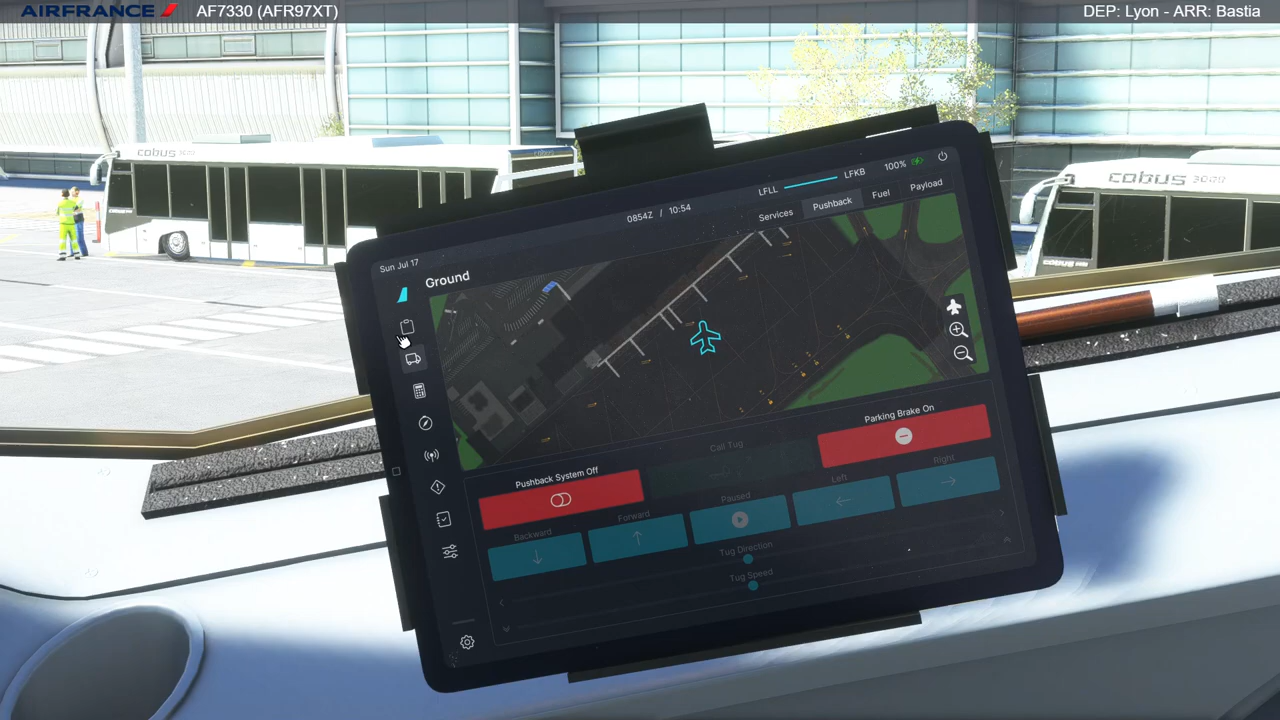 AIRFRANCE AF7330 (AFR97XT) DEP: Lyon - ARR: Bastia
cobus
cobus 3000
LFLL LFKB 100%
0854Z / 10:54
Services Pushback Fuel Payload
Sun Jul 17
Ground
Parking Brake On
Call Tug
Pushback System Off
Backward Forward Paused Left Right
Tug Direction
Tug Speed